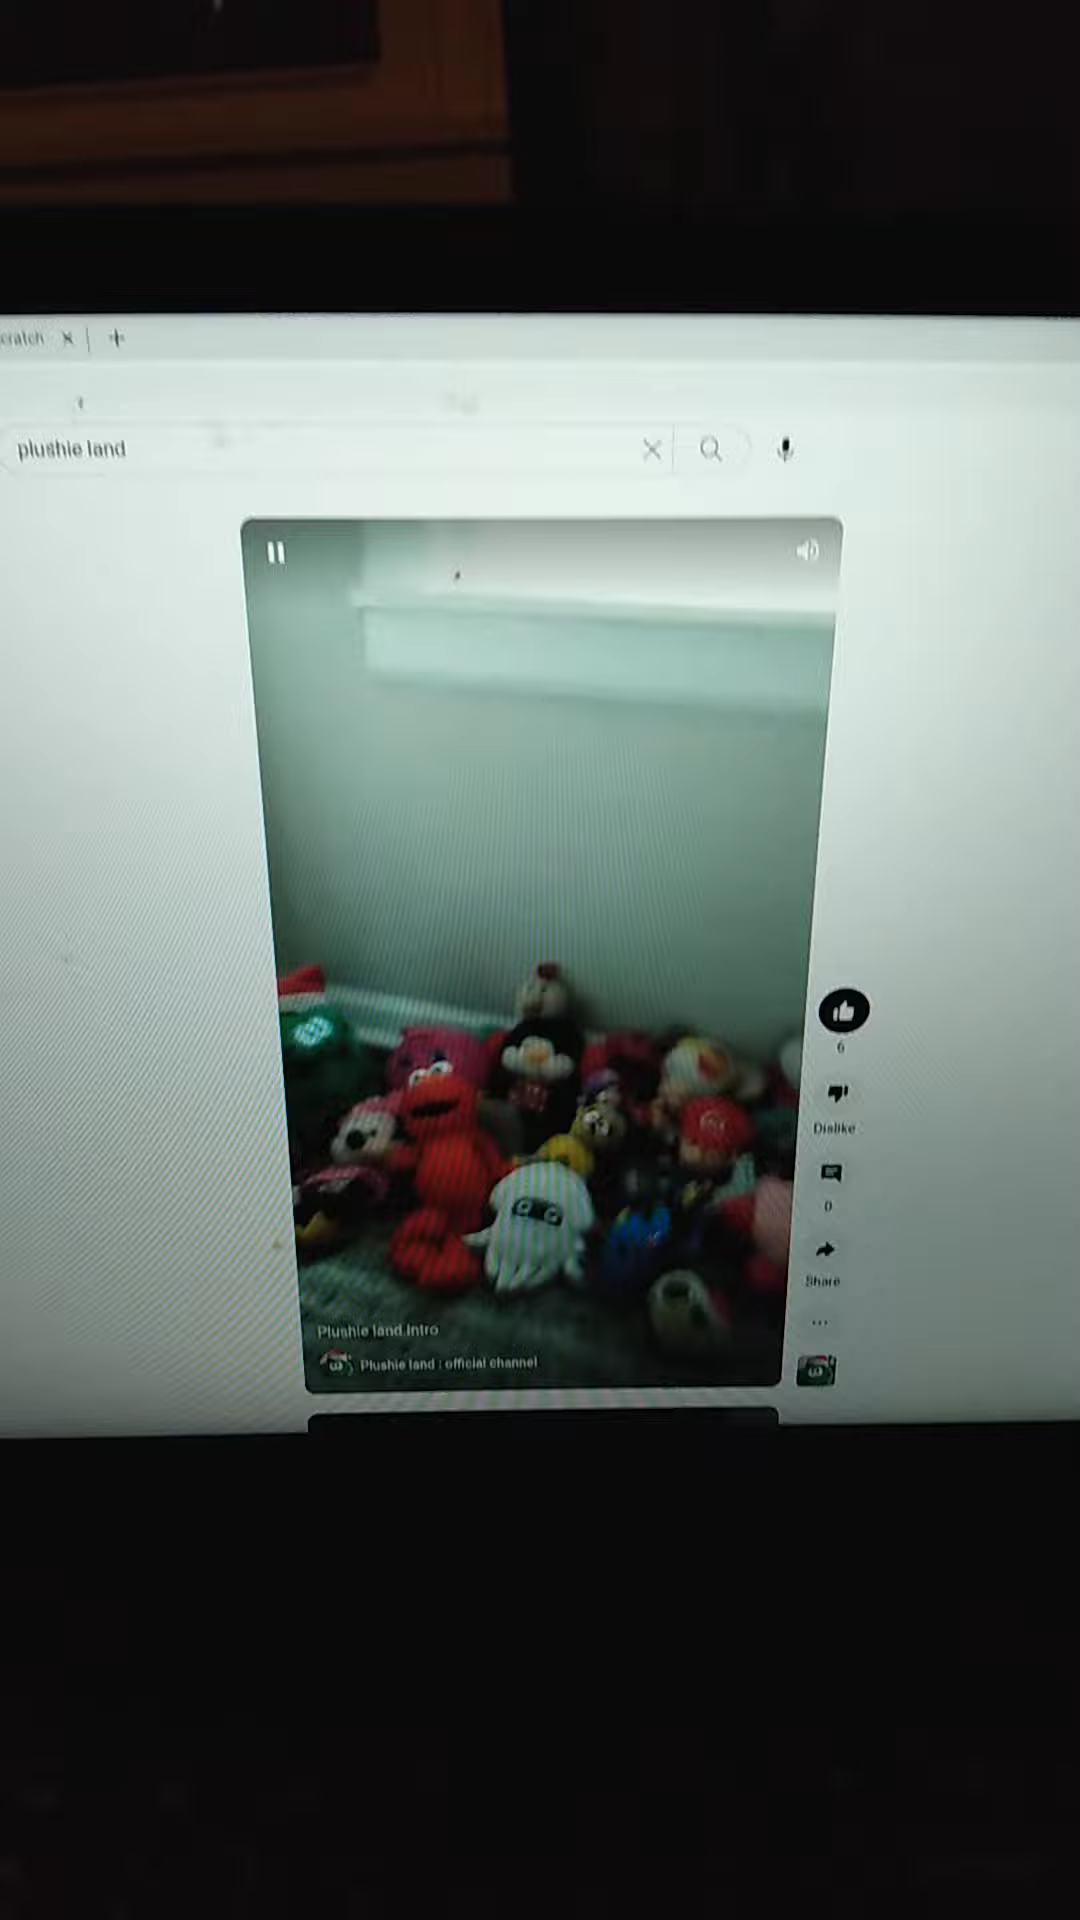 cratch
plushie land
6
Dislike
0
Share
Plushie land Intro
Plushie land : official channel